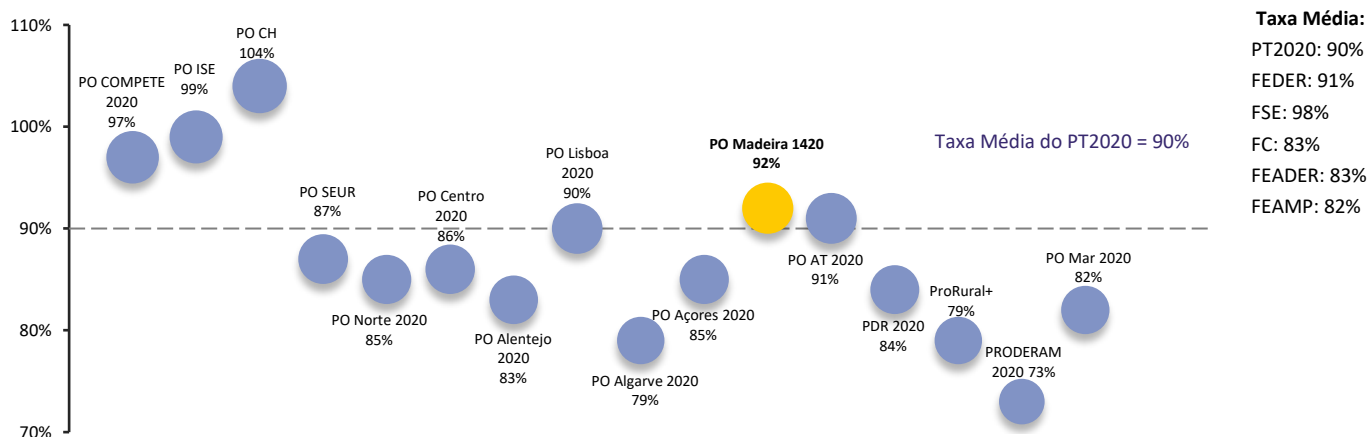 110%
100%
90%
80%
70%
PO COMPETE
2020
97%
PO ISE
99%
PO CH
104%
PO SEUR
87%
PO Norte 2020
85%
PO Centro
2020
86%
PO Alentejo
2020
83%
PO Lisboa
2020
90%
PO Algarve 2020
79%
PO Açores 2020
85%
PO Madeira 1420
92%
PO AT 2020
91%
PDR 2020
84%
ProRural+
79%
PRODERAM
2020 73%
PO Mar 2020
82%
Taxa Média do PT2020 = 90%
Taxa Média:
PT2020: 90%
FEDER: 91%
FSE: 98%
FC: 83%
FEADER: 83%
FEAMP: 82%